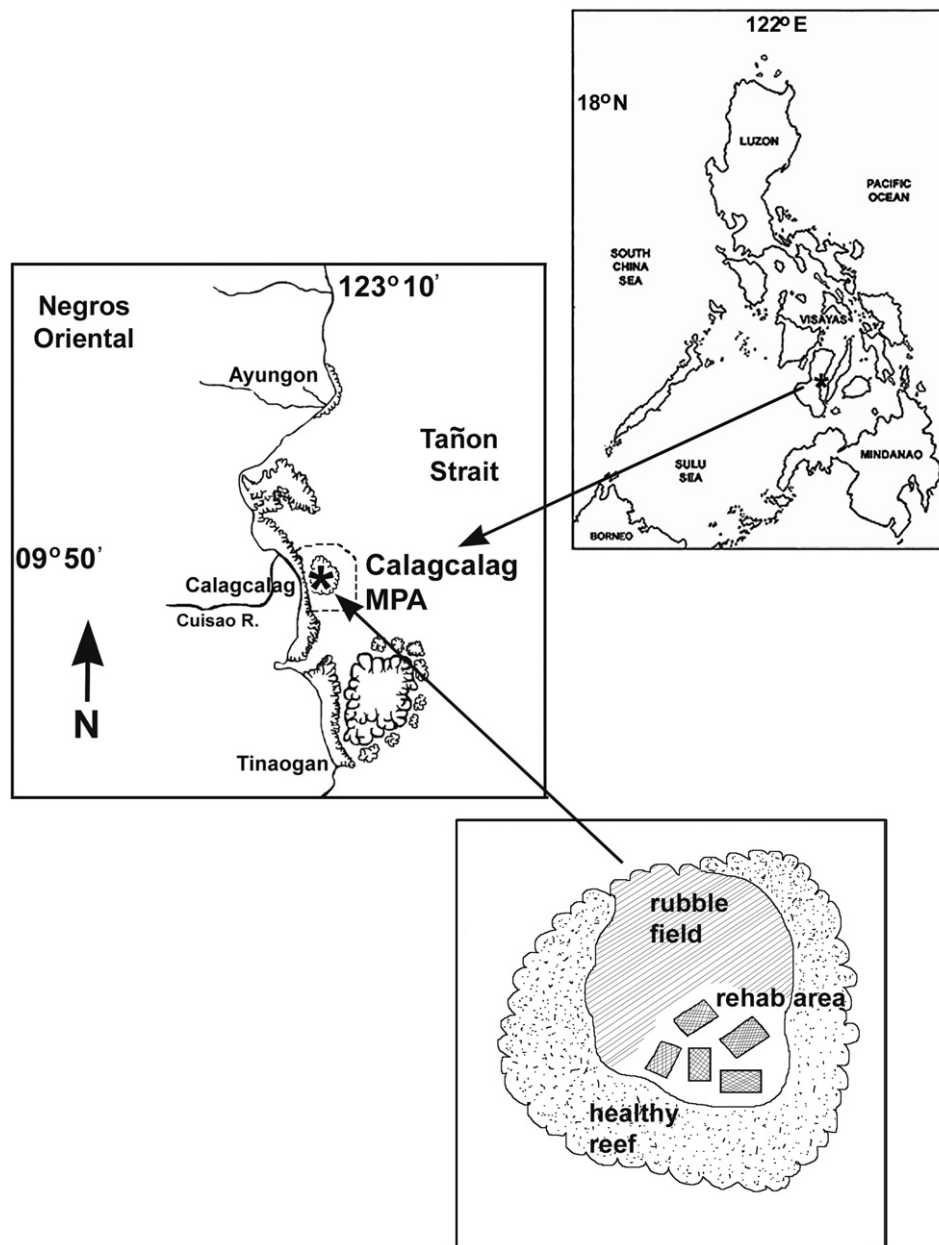 122° E
18° N
LUZON
PACIFIC
OCEAN
SOUTH
CHINA
SEA
VISAYAS
SULU
SEA
MINDANAO
BORNEO
Negros
Oriental
123° 10'
Ayungon
Tañon
Strait
09° 50'
Calagcalag
Calagcalag
MPA
Cuisao R.
*
*
N
Tinaogan
rubble
field
rehab area
healthy
reef